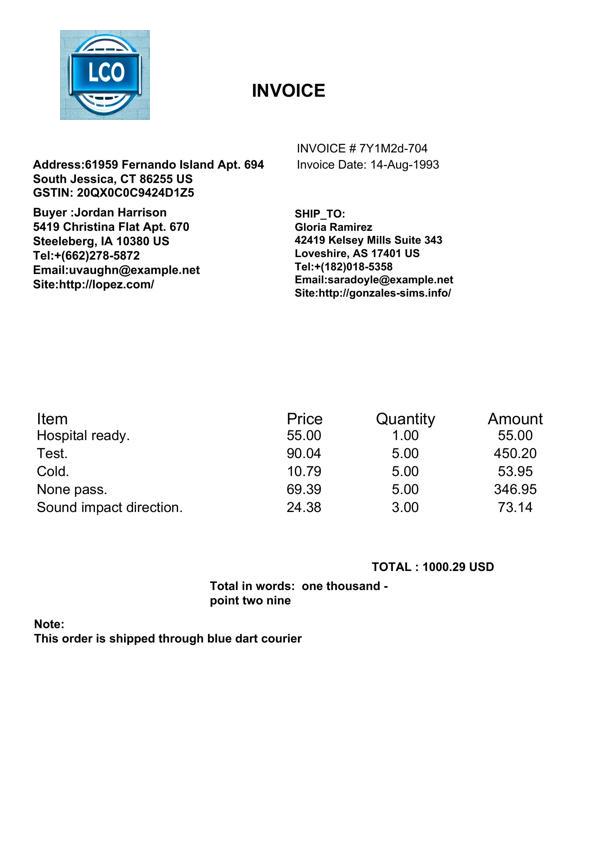 LCO
INVOICE
INVOICE # 7Y1M2d-704
Invoice Date: 14-Aug-1993
Address:61959 Fernando Island Apt. 694
South Jessica, CT 86255 US
GSTIN: 20QX0C0C9424D1Z5
Buyer :Jordan Harrison
5419 Christina Flat Apt. 670
Steeleberg, IA 10380 US
Tel:+(662)278-5872
Email:uvaughn@example.net
Site:http://lopez.com/
SHIP_TO:
Gloria Ramirez
42419 Kelsey Mills Suite 343
Loveshire, AS 17401 US
Tel:+(182)018-5358
Email:saradoyle@example.net
Site:http://gonzales-sims.info/
Item Price Quantity Amount
Hospital ready. 55.00 1.00 55.00
Test. 90.04 5.00 450.20
Cold. 10.79 5.00 53.95
None pass. 69.39 5.00 346.95
Sound impact direction. 24.38 3.00 73.14
TOTAL : 1000.29 USD
Total in words: one thousand -
point two nine
Note:
This order is shipped through blue dart courier